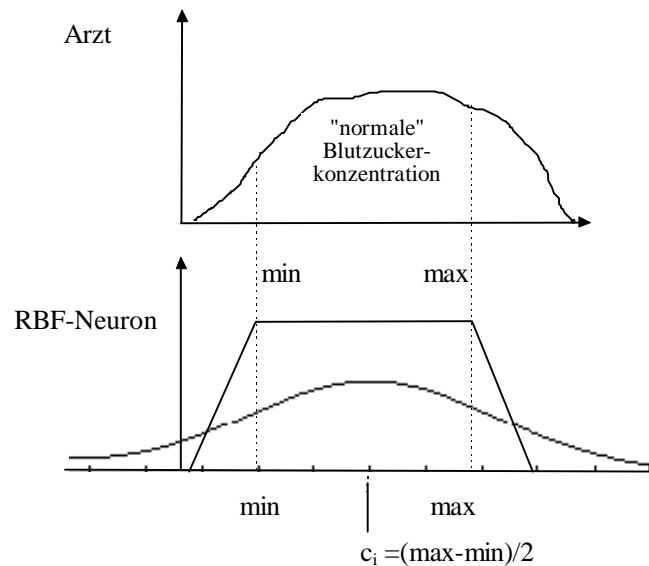 Arzt
"normale"
Blutzucker-
konzentration
min max
RBF-Neuron
min max
c_i =(max-min)/2